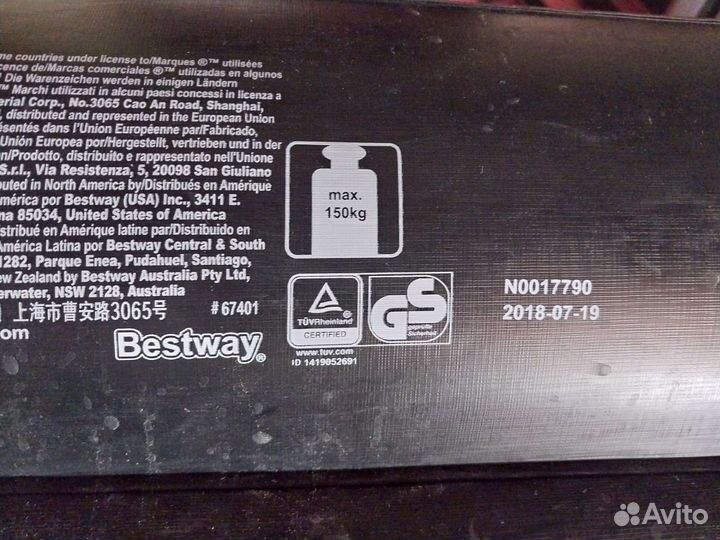 me countries under license to/Marques ®™ utilisées
cence de/Marcas comerciales ®™ utilizadas en algunos
Die Warenzeichen werden in einigen Ländern
™ Marchi utilizzati in alcuni paesi concessi in licenza a
erial Corp., No.3065 Cao An Road, Shanghai,
, distributed and represented in the European Union
résentés dans l'Union Européenne par/Fabricado,
Unión Europea por/Hergestellt, vertrieben und in der
n/Prodotto, distribuito e rappresentato nell'Unione
S.r.l., Via Resistenza, 5, 20098 San Giuliano
buted in North America by/Distribués en Amérique
mérica por Bestway (USA) Inc., 3411 E.
na 85034, United States of America
stribué en Amérique latine par/Distribuido en
América Latina por Bestway Central & South
1282, Parque Enea, Pudahuel, Santiago,
ew Zealand by Bestway Australia Pty Ltd,
erwater, NSW 2128, Australia
上海市曹安路3065号 #67401
om
Bestway®
max.
150kg
TÜVRheinland
CERTIFIED
www.tuv.com
ID 1419052691
GS
geprüfte
Sicherheit
N0017790
2018-07-19
Avito